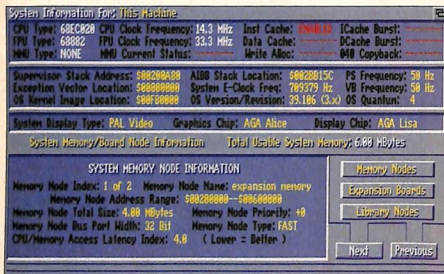 System Information For: This Machine
CPU Type: 68EC020 CPU Clock Frequency: 14.3 MHz Inst Cache: ENABLED ICache Burst:
FPU Type: 68882 FPU Clock Frequency: 33.3 MHz Data Cache: DCache Burst:
MMU Type: NONE MMU Current Status: Write Alloc: 040 Copyback:
Supervisor Stack Address: $00200A80 AIBB Stack Location: $0028B15C PS Frequency: 50 Hz
Exception Vector Location: $00000000 System E-Clock Freq: 709379 Hz VB Frequency: 50 Hz
OS Kernel Image Location: $00F80000 OS Version/Revision: 39.106 (3.x) OS Quantum: 4
System Display Type: PAL Video Graphics Chip: AGA Alice Display Chip: AGA Lisa
System Memory/Board Node Information Total Usable System Memory: 6.00 MBytes
SYSTEM MEMORY NODE INFORMATION
Memory Node Index: 1 of 2 Memory Node Name: expansion memory
Memory Node Address Range: $00200000--$00600000
Memory Node Total Size: 4.00 MBytes Memory Node Priority: +0
Memory Node Bus Port Width: 32 Bit Memory Node Type: FAST
CPU/Memory Access Latency Index: 4.0 ( Lower = Better )
Memory Nodes
Expansion Boards
Library Nodes
Next Previous